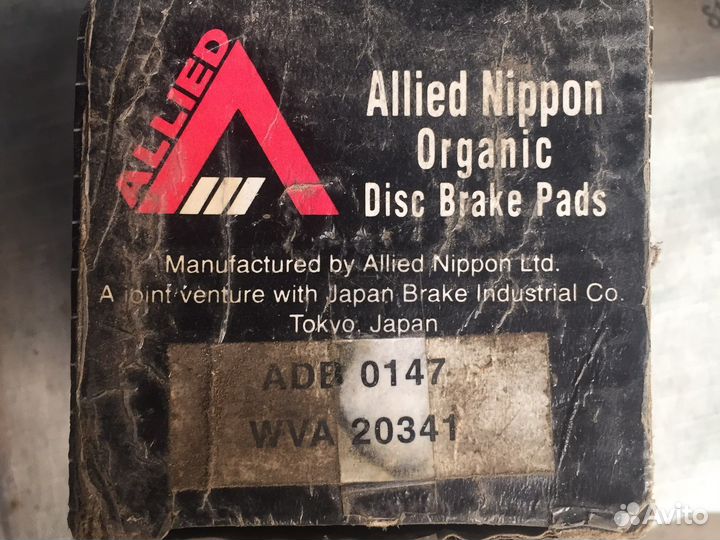 ALLIED
Allied Nippon
Organic
Disc Brake Pads
Manufactured by Allied Nippon Ltd.
A joint venture with Japan Brake Industrial Co.
Tokyo, Japan
ADB 0147
WVA 20341
Avito